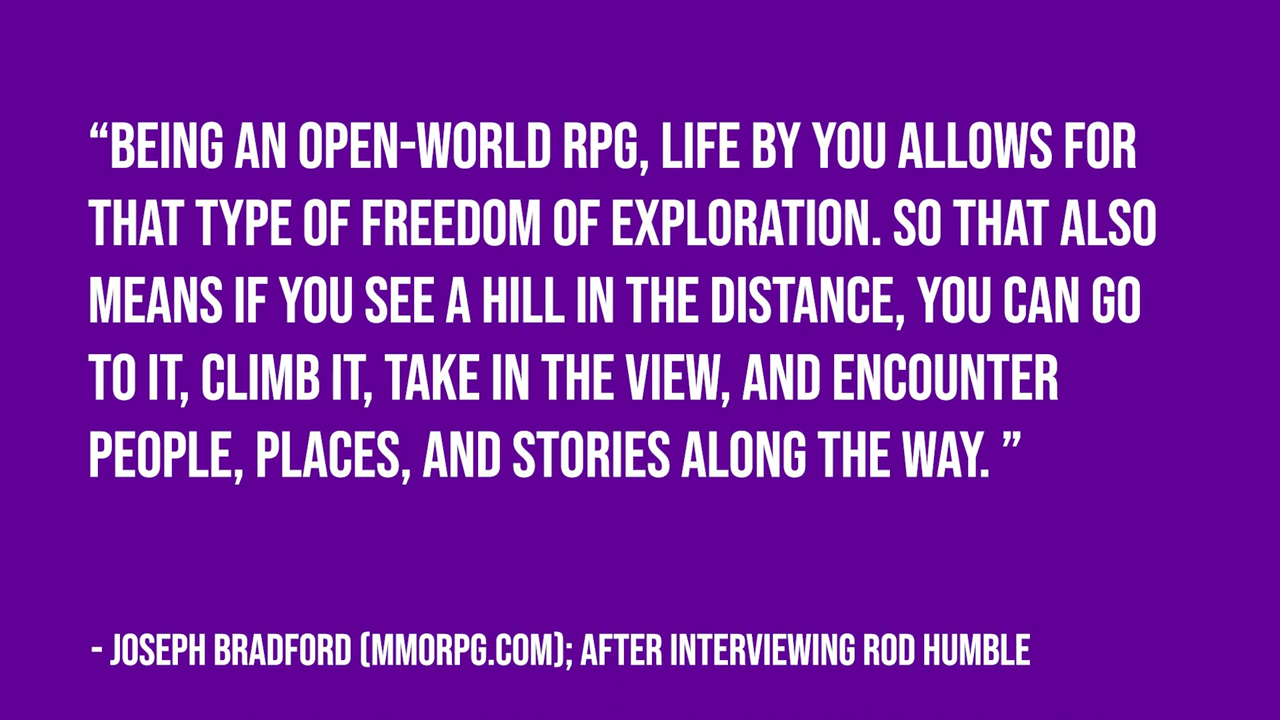 “BEING AN OPEN-WORLD RPG, LIFE BY YOU ALLOWS FOR
THAT TYPE OF FREEDOM OF EXPLORATION. SO THAT ALSO
MEANS IF YOU SEE A HILL IN THE DISTANCE, YOU CAN GO
TO IT, CLIMB IT, TAKE IN THE VIEW, AND ENCOUNTER
PEOPLE, PLACES, AND STORIES ALONG THE WAY. ”
- JOSEPH BRADFORD (MMORPG.COM); AFTER INTERVIEWING ROD HUMBLE